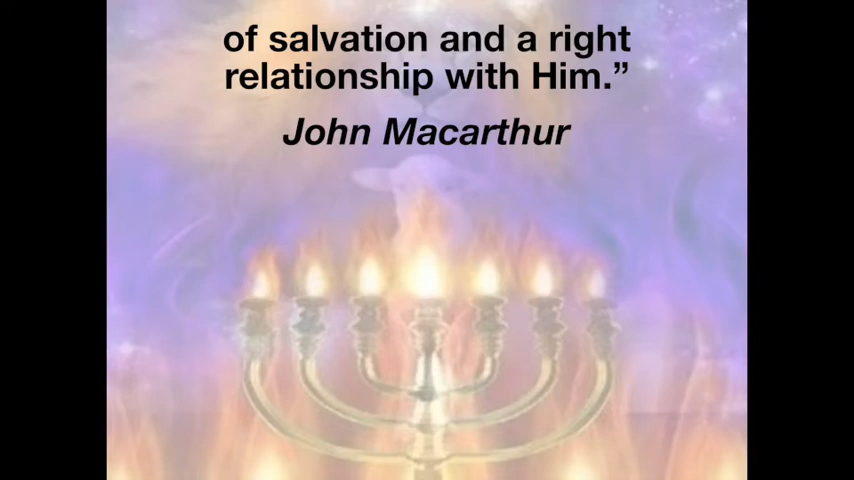 of salvation and a right
relationship with Him.”
John Macarthur